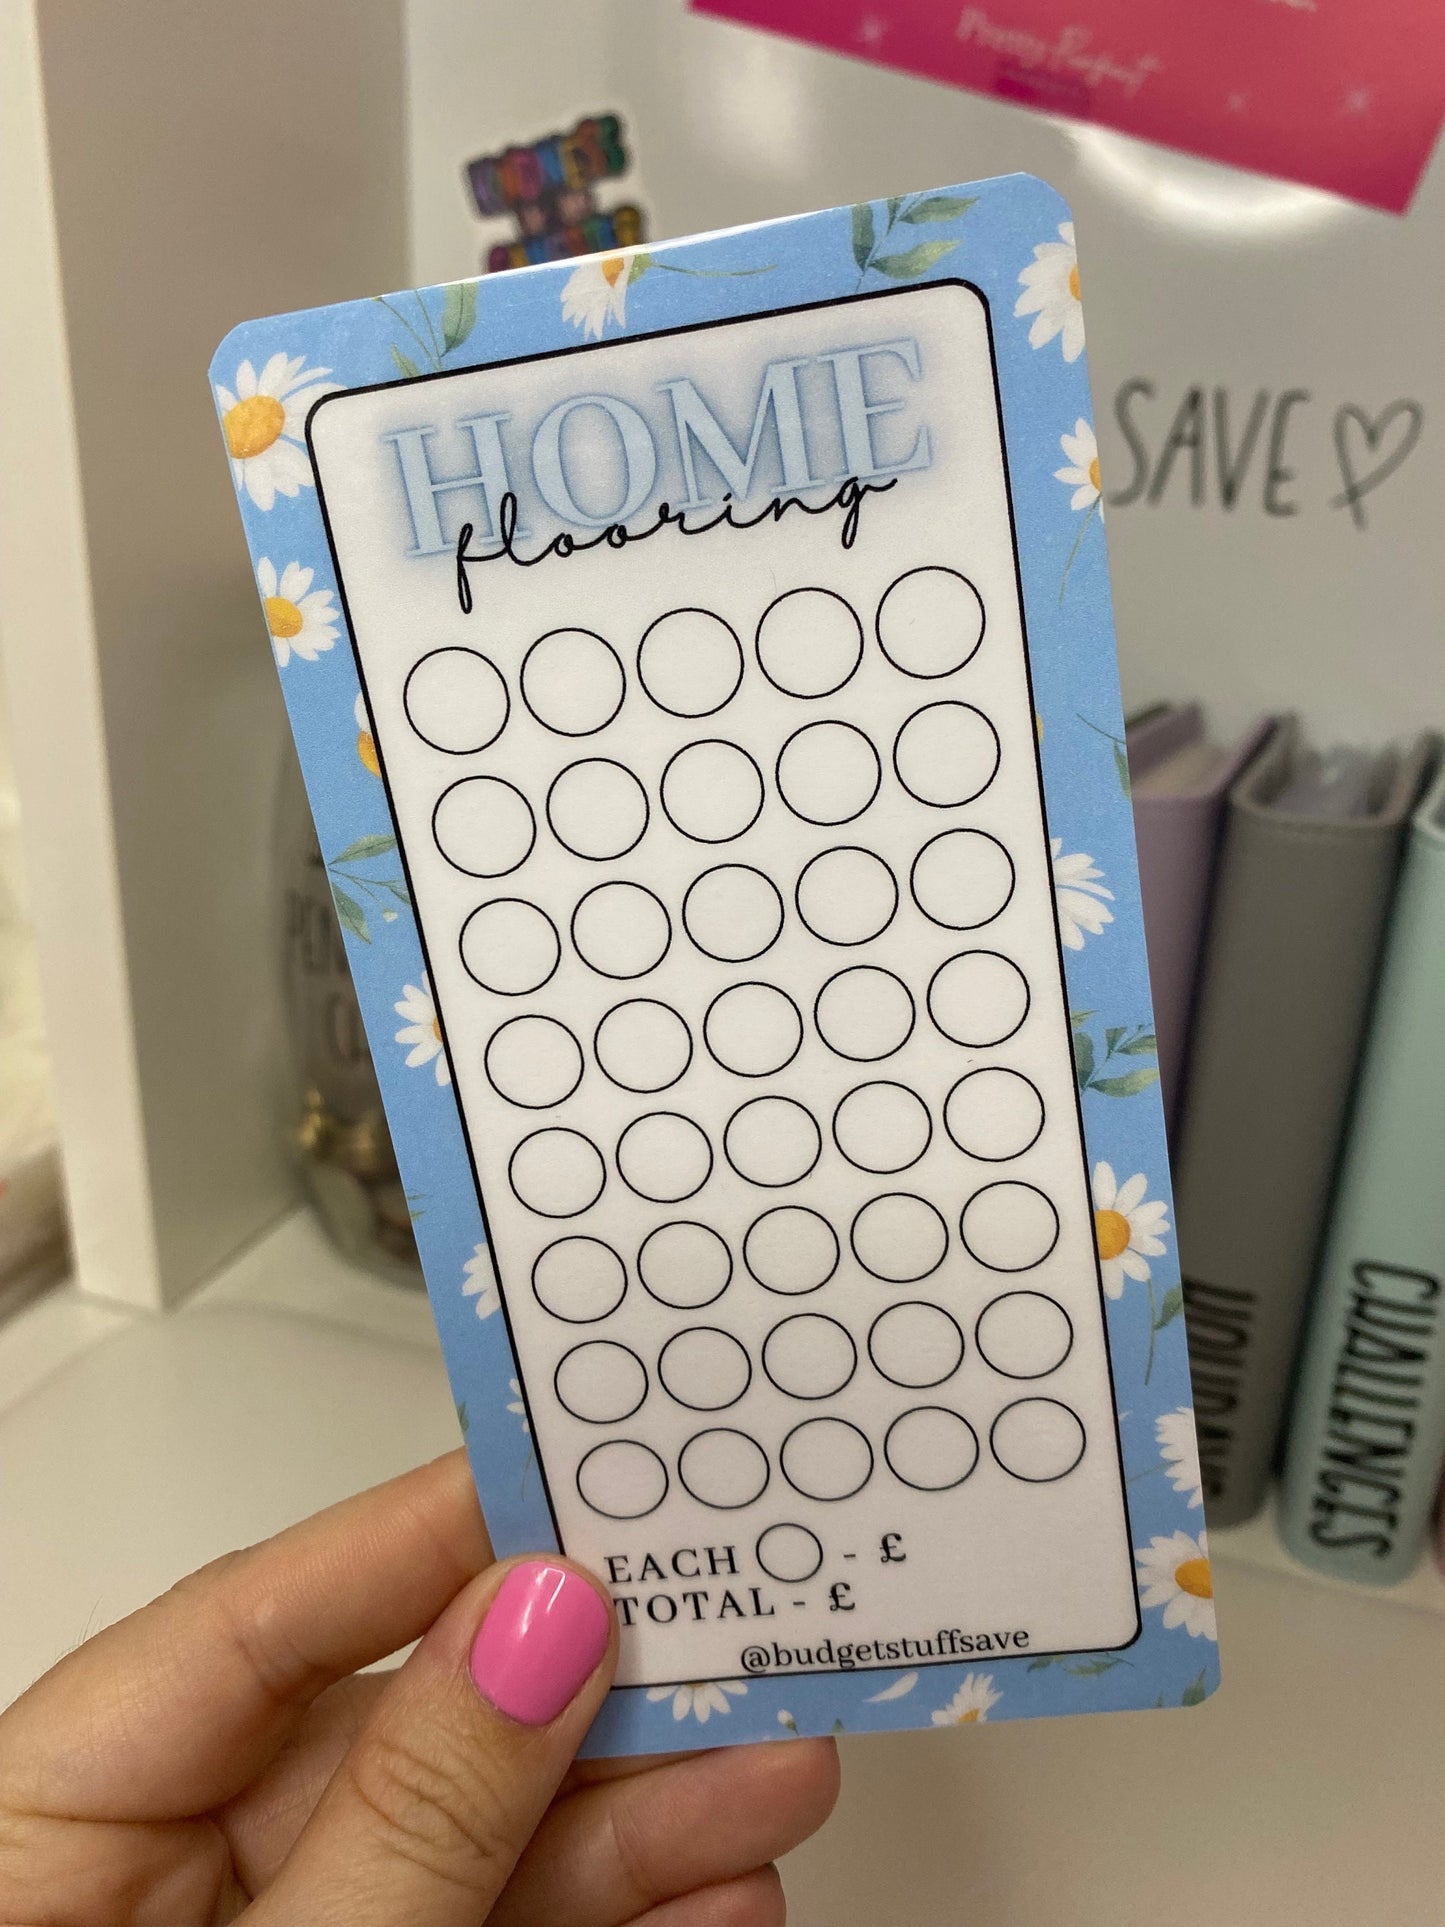 HOME
flooring
EACH - £
TOTAL - £
@budgetstuffsave
SAVE
CHALLENGES